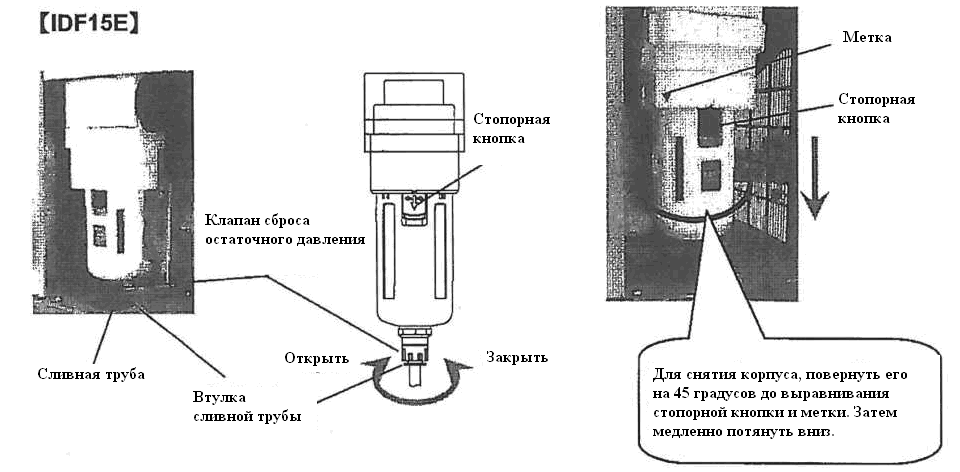 【IDF15E】
Метка
Стопорная
кнопка
Стопорная
кнопка
Клапан сброса
остаточного давления
Открыть
Закрыть
Сливная труба
Втулка
сливной трубы
Для снятия корпуса, повернуть его
на 45 градусов до выравнивания
стопорной кнопки и метки. Затем
медленно потянуть вниз.